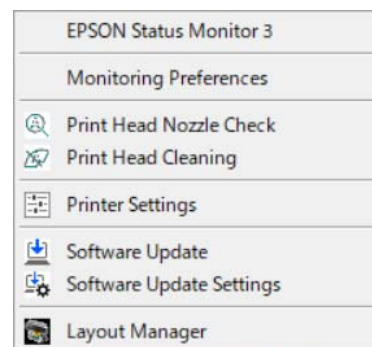 EPSON Status Monitor 3
Monitoring Preferences
Print Head Nozzle Check
Print Head Cleaning
Printer Settings
Software Update
Software Update Settings
Layout Manager